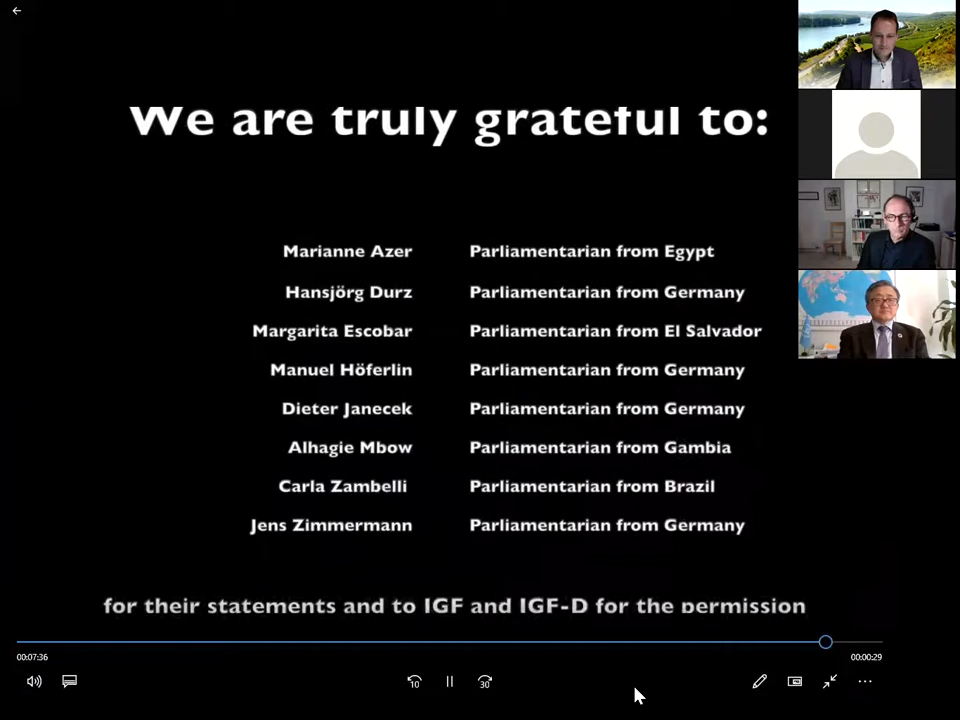 We are truly grateful to:
Marianne Azer Parliamentarian from Egypt
Hansjörg Durz Parliamentarian from Germany
Margarita Escobar Parliamentarian from El Salvador
Manuel Höferlin Parliamentarian from Germany
Dieter Janecek Parliamentarian from Germany
Alhagie Mbow Parliamentarian from Gambia
Carla Zambelli Parliamentarian from Brazil
Jens Zimmermann Parliamentarian from Germany
for their statements and to IGF and IGF-D for the permission
00:07:36 00:00:29
10 30